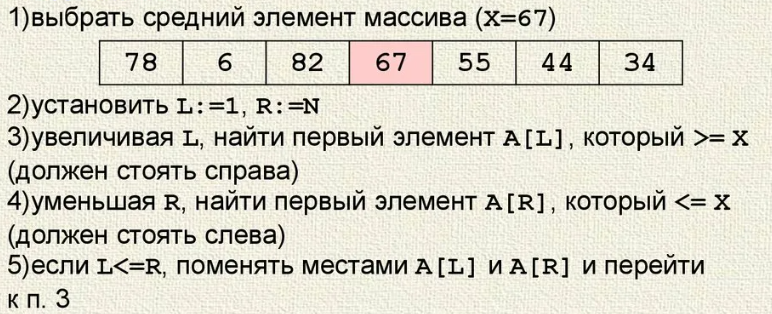 1)выбрать средний элемент массива (X=67)
78 6 82 67 55 44 34
2)установить L:=1, R:=N
3)увеличивая L, найти первый элемент A[L], который >= X
(должен стоять справа)
4)уменьшая R, найти первый элемент A[R], который <= X
(должен стоять слева)
5)если L<=R, поменять местами A[L] и A[R] и перейти
к п. 3